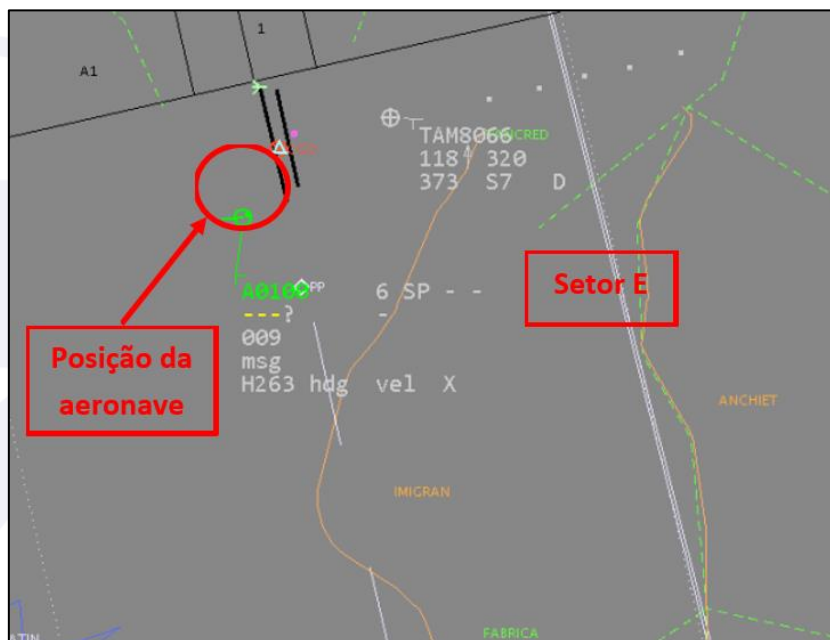 1
A1
TAM8066
118 320
373 S7 D
A0100 6 SP - -
PP
---? -
009
msg
H263 hdg vel X
Setor E
Posição da
aeronave
ANCHIET
IMIGRAN
FABRICA